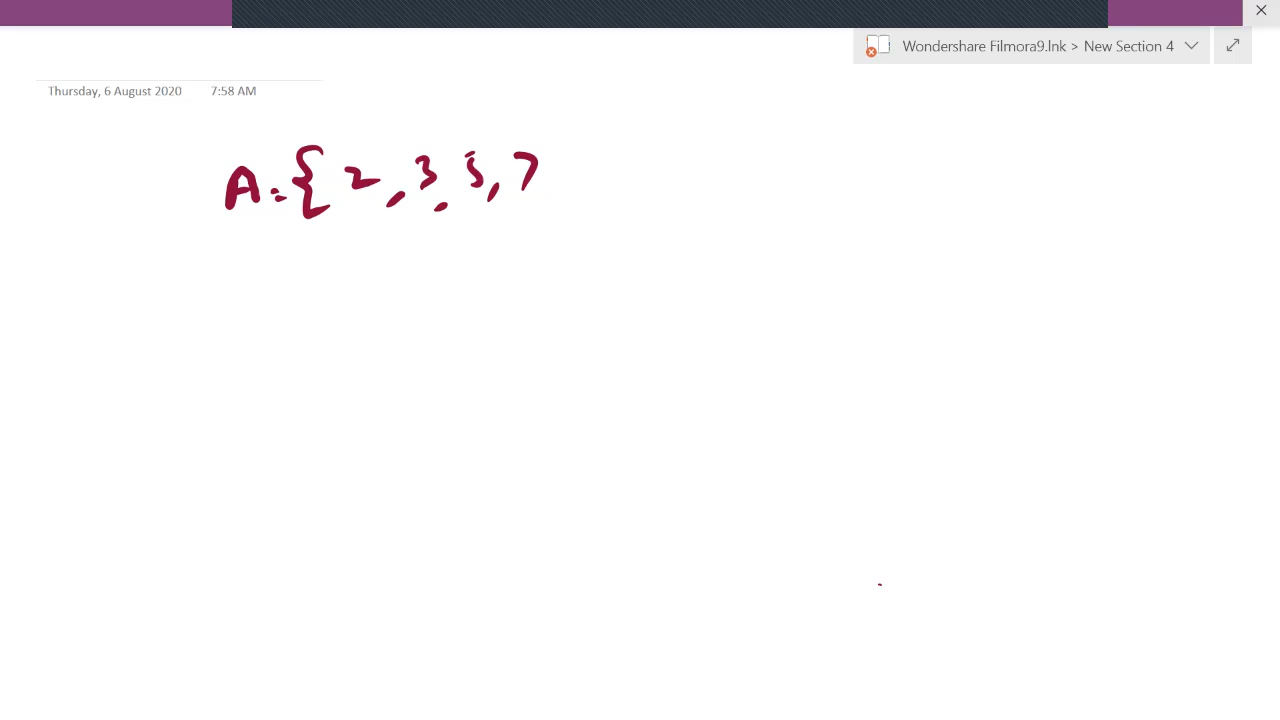 Wondershare Filmora9.lnk > New Section 4
Thursday, 6 August 2020 7:58 AM
A = { 2 , 3 , 5 , 7